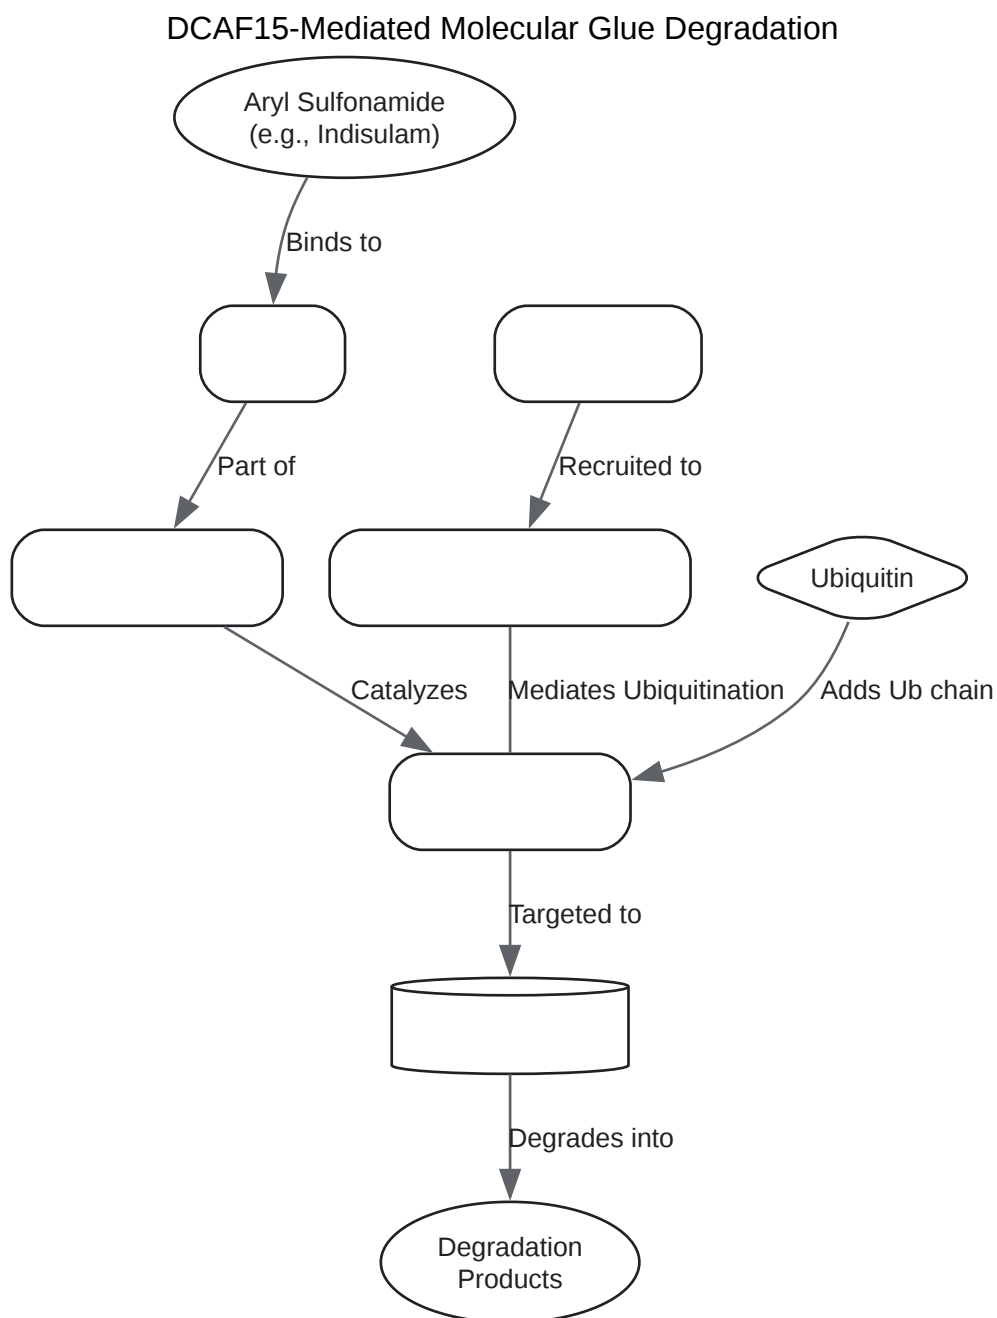 DCAF15-Mediated Molecular Glue Degradation
Aryl Sulfonamide
(e.g., Indisulam)
Binds to
Part of
Recruited to
Ubiquitin
Catalyzes
Mediates Ubiquitination
Adds Ub chain
Targeted to
Degrades into
Degradation
Products